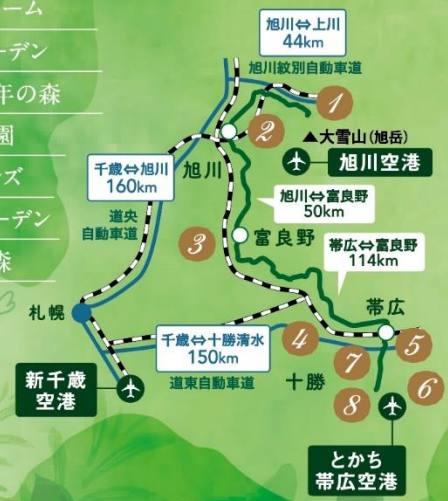 ーム
ーデン
年の森
園
ズ
ーデン
森
旭川⇔上川
44km
旭川紋別自動車道
1
2
▲大雪山(旭岳)
旭川空港
旭川
千歳⇔旭川
160km
道央
自動車道
旭川⇔富良野
50km
3
富良野
帯広⇔富良野
114km
札幌
帯広
千歳⇔十勝清水
150km
道東自動車道
4
5
7
十勝
6
8
新千歳
空港
とかち
帯広空港